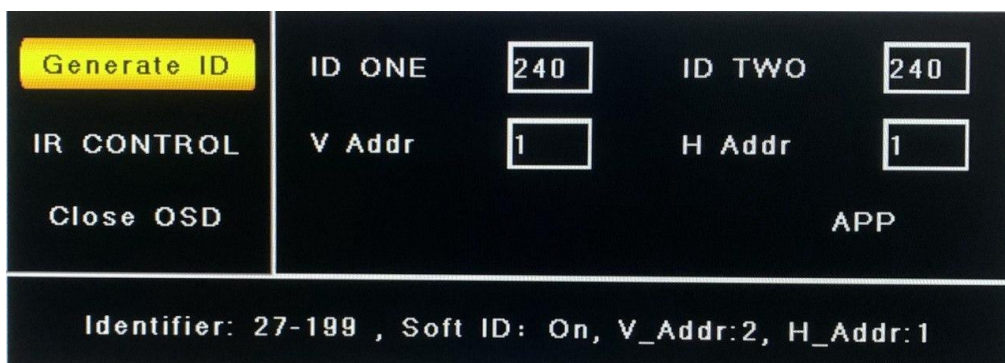 Generate ID
IR CONTROL
Close OSD
ID ONE 240 ID TWO 240
V Addr 1 H Addr 1
APP
Identifier: 27-199 , Soft ID: On, V_Addr:2, H_Addr:1